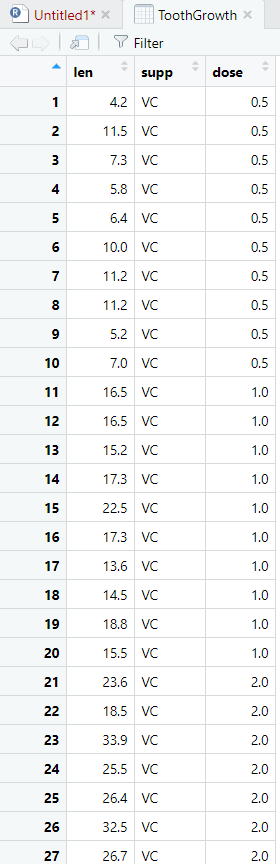 R Untitled1* ToothGrowth
Filter
len supp dose
1 4.2 VC 0.5
2 11.5 VC 0.5
3 7.3 VC 0.5
4 5.8 VC 0.5
5 6.4 VC 0.5
6 10.0 VC 0.5
7 11.2 VC 0.5
8 11.2 VC 0.5
9 5.2 VC 0.5
10 7.0 VC 0.5
11 16.5 VC 1.0
12 16.5 VC 1.0
13 15.2 VC 1.0
14 17.3 VC 1.0
15 22.5 VC 1.0
16 17.3 VC 1.0
17 13.6 VC 1.0
18 14.5 VC 1.0
19 18.8 VC 1.0
20 15.5 VC 1.0
21 23.6 VC 2.0
22 18.5 VC 2.0
23 33.9 VC 2.0
24 25.5 VC 2.0
25 26.4 VC 2.0
26 32.5 VC 2.0
27 26.7 VC 2.0